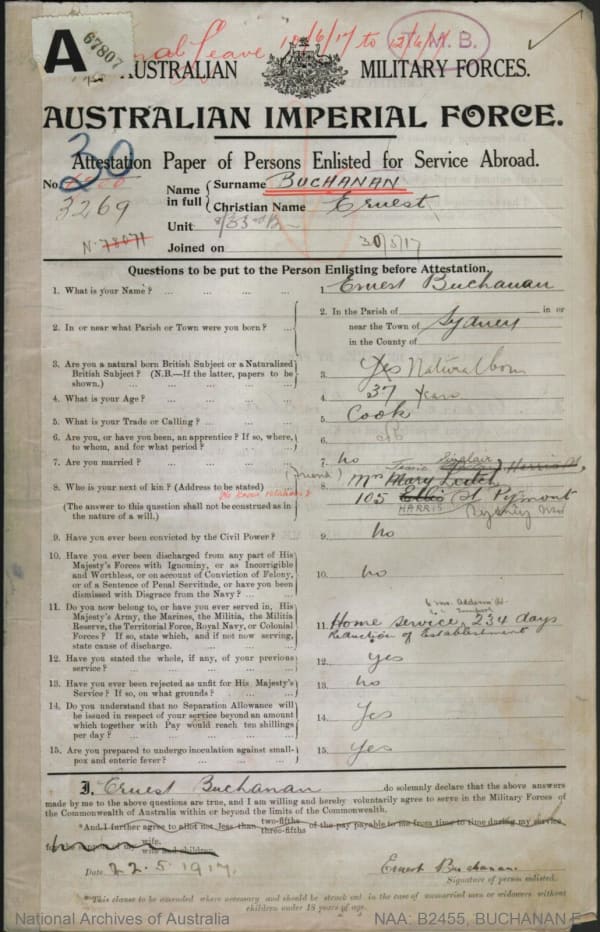 A 67807
Leave 10/6/17 to 12/6/17 T.M.B.
AUSTRALIAN MILITARY FORCES.
AUSTRALIAN IMPERIAL FORCE.
30
Attestation Paper of Persons Enlisted for Service Abroad.
No.
3269
N. 78071
Name in full { Surname BUCHANAN
Christian Name Ernest
Unit
Joined on 30/5/17
Questions to be put to the Person Enlisting before Attestation.
1. What is your Name? ... 1. Ernest Buchanan
2. In or near what Parish or Town were you born? ... 2. In the Parish of in or
near the Town of Sydney
in the County of
3. Are you a natural born British Subject or a Naturalized
British Subject? (N.B.—If the latter, papers to be
shown.) ... 3. Yes Natural born
4. What is your Age? ... 4. 37 Years
5. What is your Trade or Calling? ... 5. Cook
6. Are you, or have you been, an apprentice? If so, where,
to whom, and for what period? ... 6. no
7. Are you married? ... 7. no
8. Who is your next of kin? (Address to be stated) ... 8. (friend) Mrs Mary Leitch
Jessie Sinclair Harris St,
no known relations
105 Ellis St Pyrmont
HARRIS Sydney NSW
(The answer to this question shall not be construed as in
the nature of a will.)
9. Have you ever been convicted by the Civil Power? ... 9. no
10. Have you ever been discharged from any part of His
Majesty's Forces with Ignominy, or as Incorrigible
and Worthless, or on account of Conviction of Felony,
or of a Sentence of Penal Servitude, or have you been
dismissed with Disgrace from the Navy? ... 10. no
11. Do you now belong to, or have you ever served in, His
Majesty's Army, the Marines, the Militia, the Militia
Reserve, the Territorial Force, Royal Navy, or Colonial
Forces? If so, state which, and if not now serving,
state cause of discharge. ... 11. Home service, 234 days
Reduction of Establishment
12. Have you stated the whole, if any, of your previous
service? ... 12. yes
13. Have you ever been rejected as unfit for His Majesty's
Service? If so, on what grounds? ... 13. no
14. Do you understand that no Separation Allowance will
be issued in respect of your service beyond an amount
which together with Pay would reach ten shillings
per day? ... 14. Yes
15. Are you prepared to undergo inoculation against small-
pox and enteric fever? ... 15. Yes
I, Ernest Buchanan do solemnly declare that the above answers
made by me to the above questions are true, and I am willing and hereby voluntarily agree to serve in the Military Forces of
the Commonwealth of Australia within or beyond the limits of the Commonwealth.
*And I further agree to allot not less than two-fifths three-fifths of the pay payable to me from time to time during my service
for wife. wife and children.
Date 22.5.1917. Ernest Buchanan.
Signature of person enlisted.
*This clause to be amended where necessary and should be struck out in the case of unmarried men or widowers without
children under 18 years of age.
National Archives of Australia NAA: B2455, BUCHANAN E